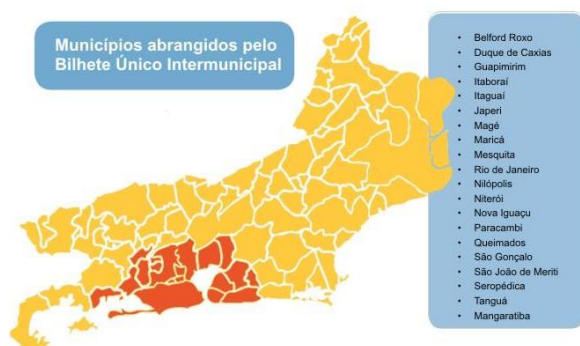 Municípios abrangidos pelo
Bilhete Único Intermunicipal
• Belford Roxo
• Duque de Caxias
• Guapimirim
• Itaboraí
• Itaguaí
• Japeri
• Magé
• Maricá
• Mesquita
• Rio de Janeiro
• Nilópolis
• Niterói
• Nova Iguaçu
• Paracambi
• Queimados
• São Gonçalo
• São João de Meriti
• Seropédica
• Tanguá
• Mangaratiba